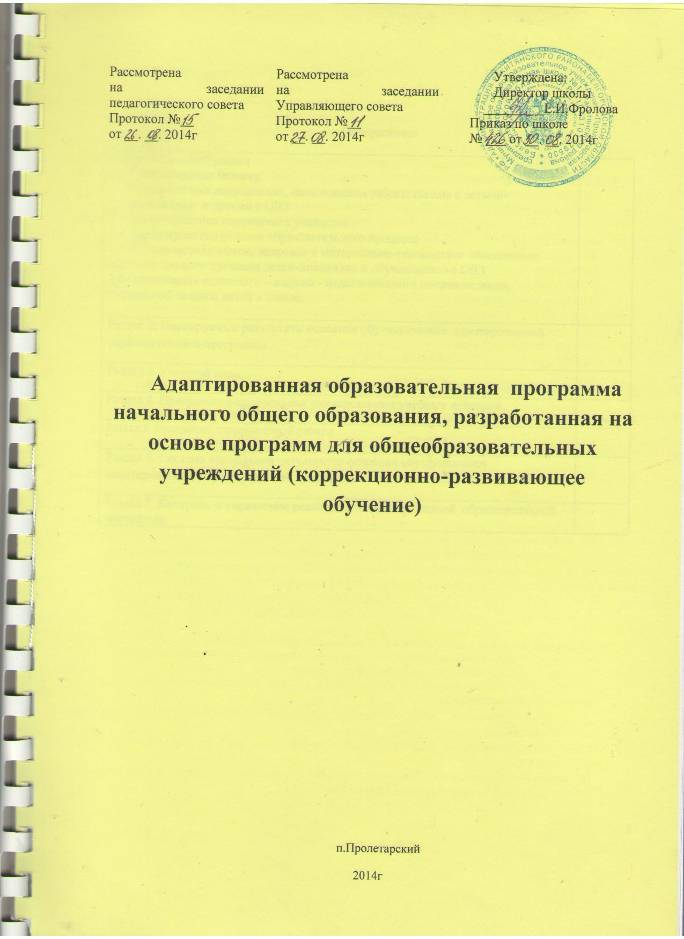 Рассмотрена
на заседании
педагогического совета
Протокол №15
от 26. 08. 2014г
Рассмотрена
на заседании
Управляющего совета
Протокол № 11
от 27. 08. 2014г
Утверждена:
Директор школы
Е.И.Фролова
Приказ по школе
от 30. 08. 2014г
Адаптированная образовательная программа
начального общего образования, разработанная на
основе программ для общеобразовательных
учреждений (коррекционно-развивающее
обучение)
п.Пролетарский
2014г